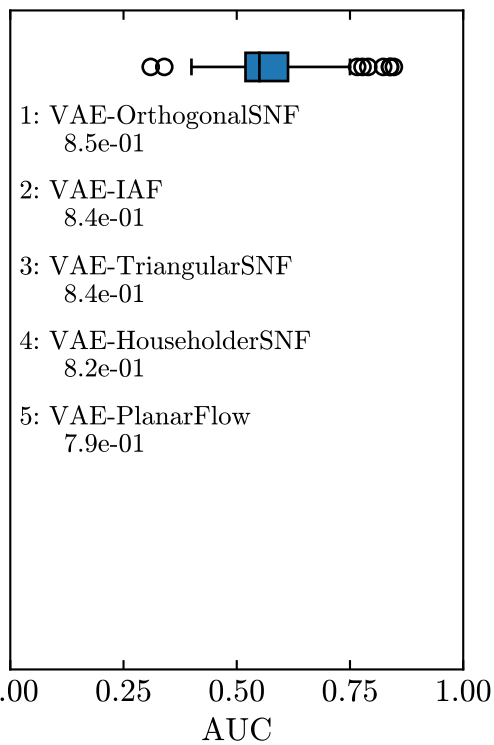 1: VAE-OrthogonalSNF
8.5e-01
2: VAE-IAF
8.4e-01
3: VAE-TriangularSNF
8.4e-01
4: VAE-HouseholderSNF
8.2e-01
5: VAE-PlanarFlow
7.9e-01
.00 0.25 0.50 0.75 1.00
AUC